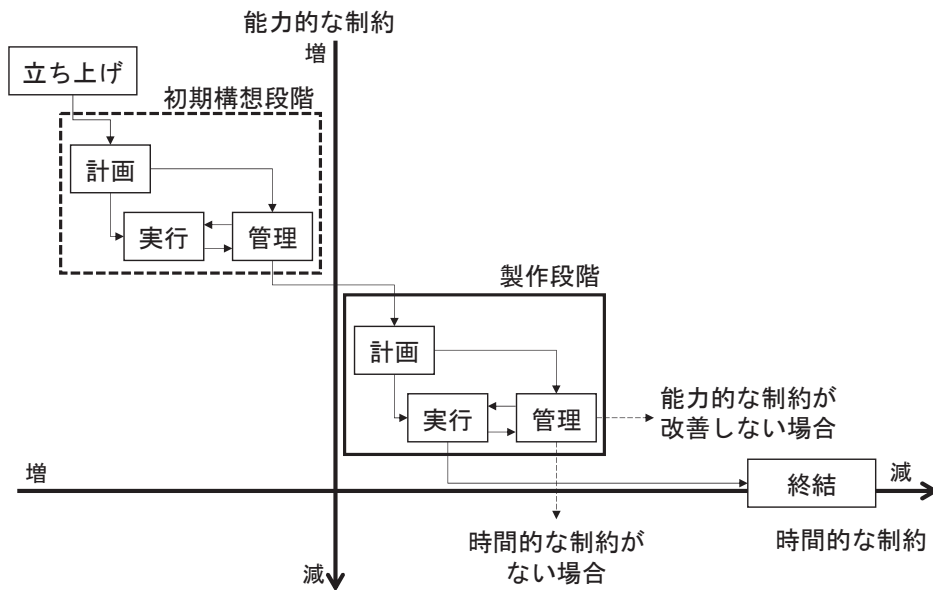 能力的な制約
増
立ち上げ
初期構想段階
計画
実行
管理
製作段階
計画
実行
管理
能力的な制約が
改善しない場合
増
終結
減
時間的な制約が
ない場合
時間的な制約
減